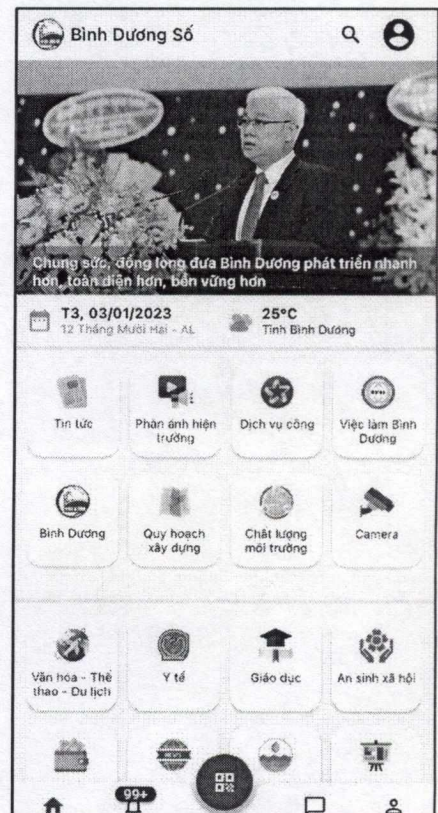 Bình Dương Số
Chung sức, đồng lòng đưa Bình Dương phát triển nhanh
hơn, toàn diện hơn, bền vững hơn
T3, 03/01/2023
12 Tháng Mười Hai - AL
25°C
Tỉnh Bình Dương
Tin tức
Phản ánh hiện
trường
Dịch vụ công
Việc làm Bình
Dương
Bình Dương
Quy hoạch
xây dựng
Chất lượng
môi trường
Camera
Văn hóa - Thể
thao - Du lịch
Y tế
Giáo dục
An sinh xã hội
NEWS
99+